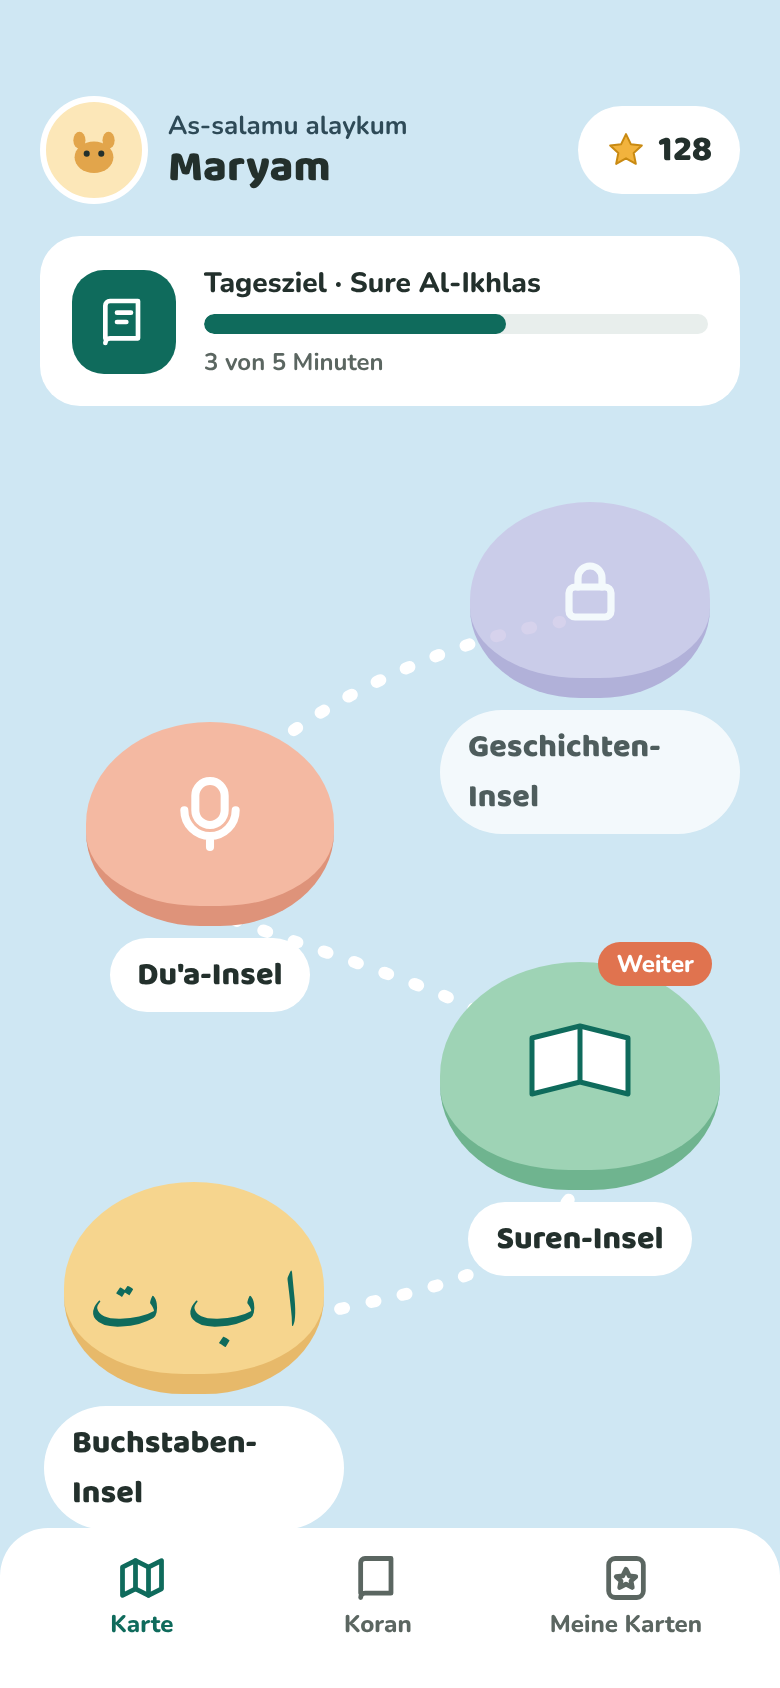 As-salamu alaykum
Maryam
128
Tagesziel · Sure Al-Ikhlas
3 von 5 Minuten
Geschichten-
Insel
Du'a-Insel
Weiter
Suren-Insel
ا ب ت
Buchstaben-
Insel
Karte
Koran
Meine Karten